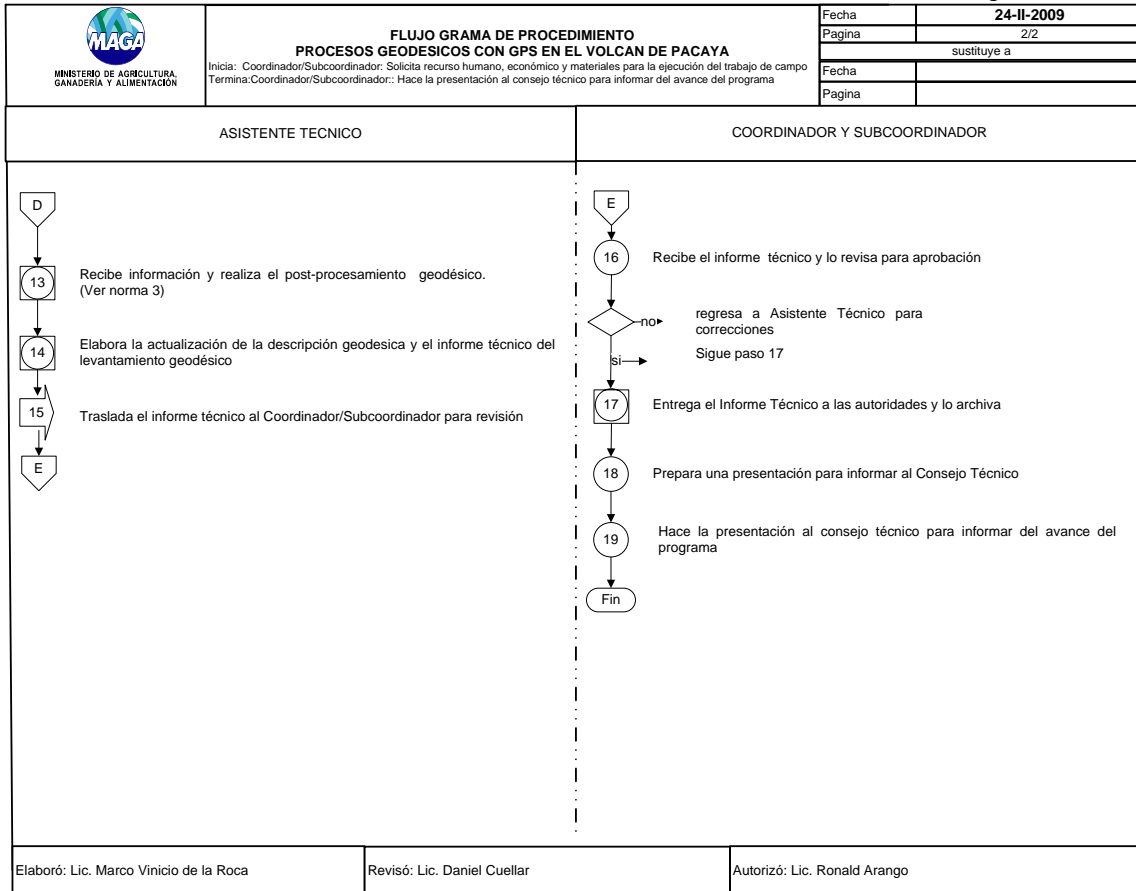 MAGA
MINISTERIO DE AGRICULTURA,
GANADERÍA Y ALIMENTACIÓN
FLUJO GRAMA DE PROCEDIMIENTO
PROCESOS GEODESICOS CON GPS EN EL VOLCAN DE PACAYA
Inicia: Coordinador/Subcoordinador: Solicita recurso humano, económico y materiales para la ejecución del trabajo de campo
Termina:Coordinador/Subcoordinador:: Hace la presentación al consejo técnico para informar del avance del programa
Fecha 24-II-2009
Pagina 2/2
sustituye a
Fecha
Pagina
ASISTENTE TECNICO
D
13 Recibe información y realiza el post-procesamiento geodésico.
(Ver norma 3)
14 Elabora la actualización de la descripción geodesica y el informe técnico del
levantamiento geodésico
15 Traslada el informe técnico al Coordinador/Subcoordinador para revisión
E
COORDINADOR Y SUBCOORDINADOR
E
16 Recibe el informe técnico y lo revisa para aprobación
no regresa a Asistente Técnico para
correcciones
si Sigue paso 17
17 Entrega el Informe Técnico a las autoridades y lo archiva
18 Prepara una presentación para informar al Consejo Técnico
19 Hace la presentación al consejo técnico para informar del avance del
programa
Fin
Elaboró: Lic. Marco Vinicio de la Roca
Revisó: Lic. Daniel Cuellar
Autorizó: Lic. Ronald Arango